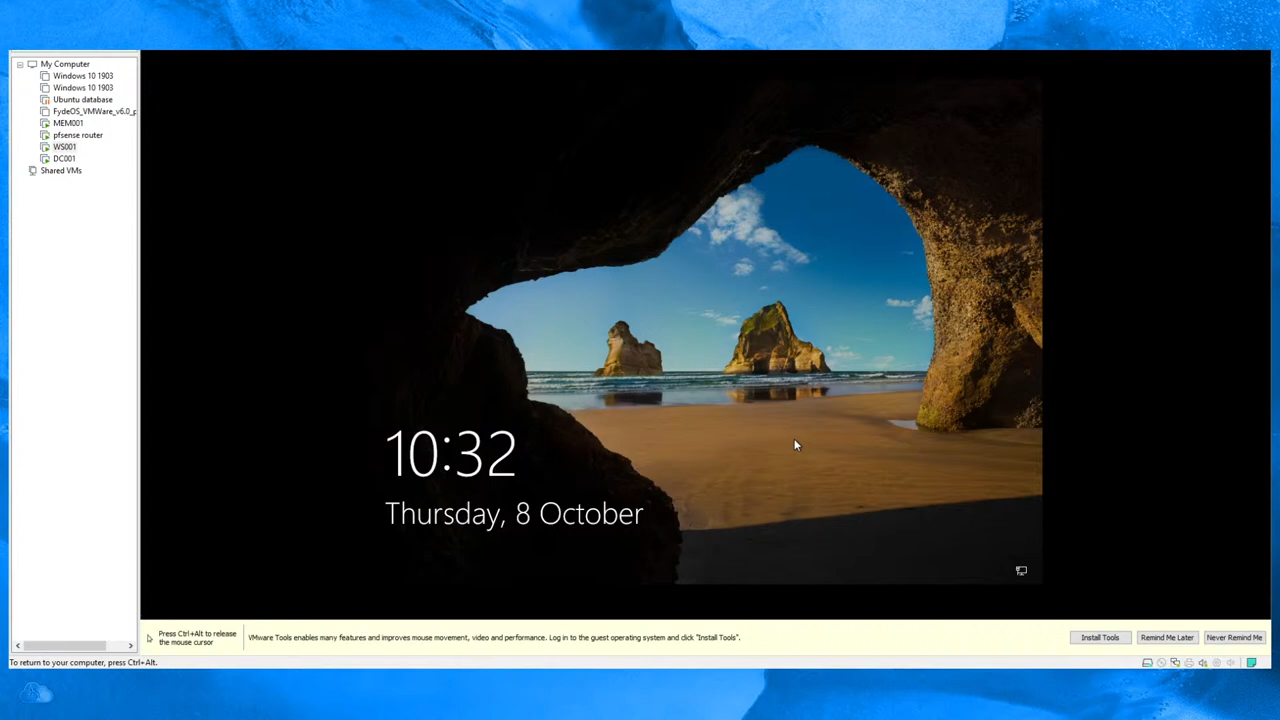 My Computer
Windows 10 1903
Windows 10 1903
Ubuntu database
FydeOS_VMWare_v6.0_p
MEM001
pfsense router
WS001
DC001
Shared VMs
10:32
Thursday, 8 October
Press Ctrl+Alt to release
the mouse cursor
VMware Tools enables many features and improves mouse movement, video and performance. Log in to the guest operating system and click "Install Tools".
Install Tools
Remind Me Later
Never Remind Me
To return to your computer, press Ctrl+Alt.